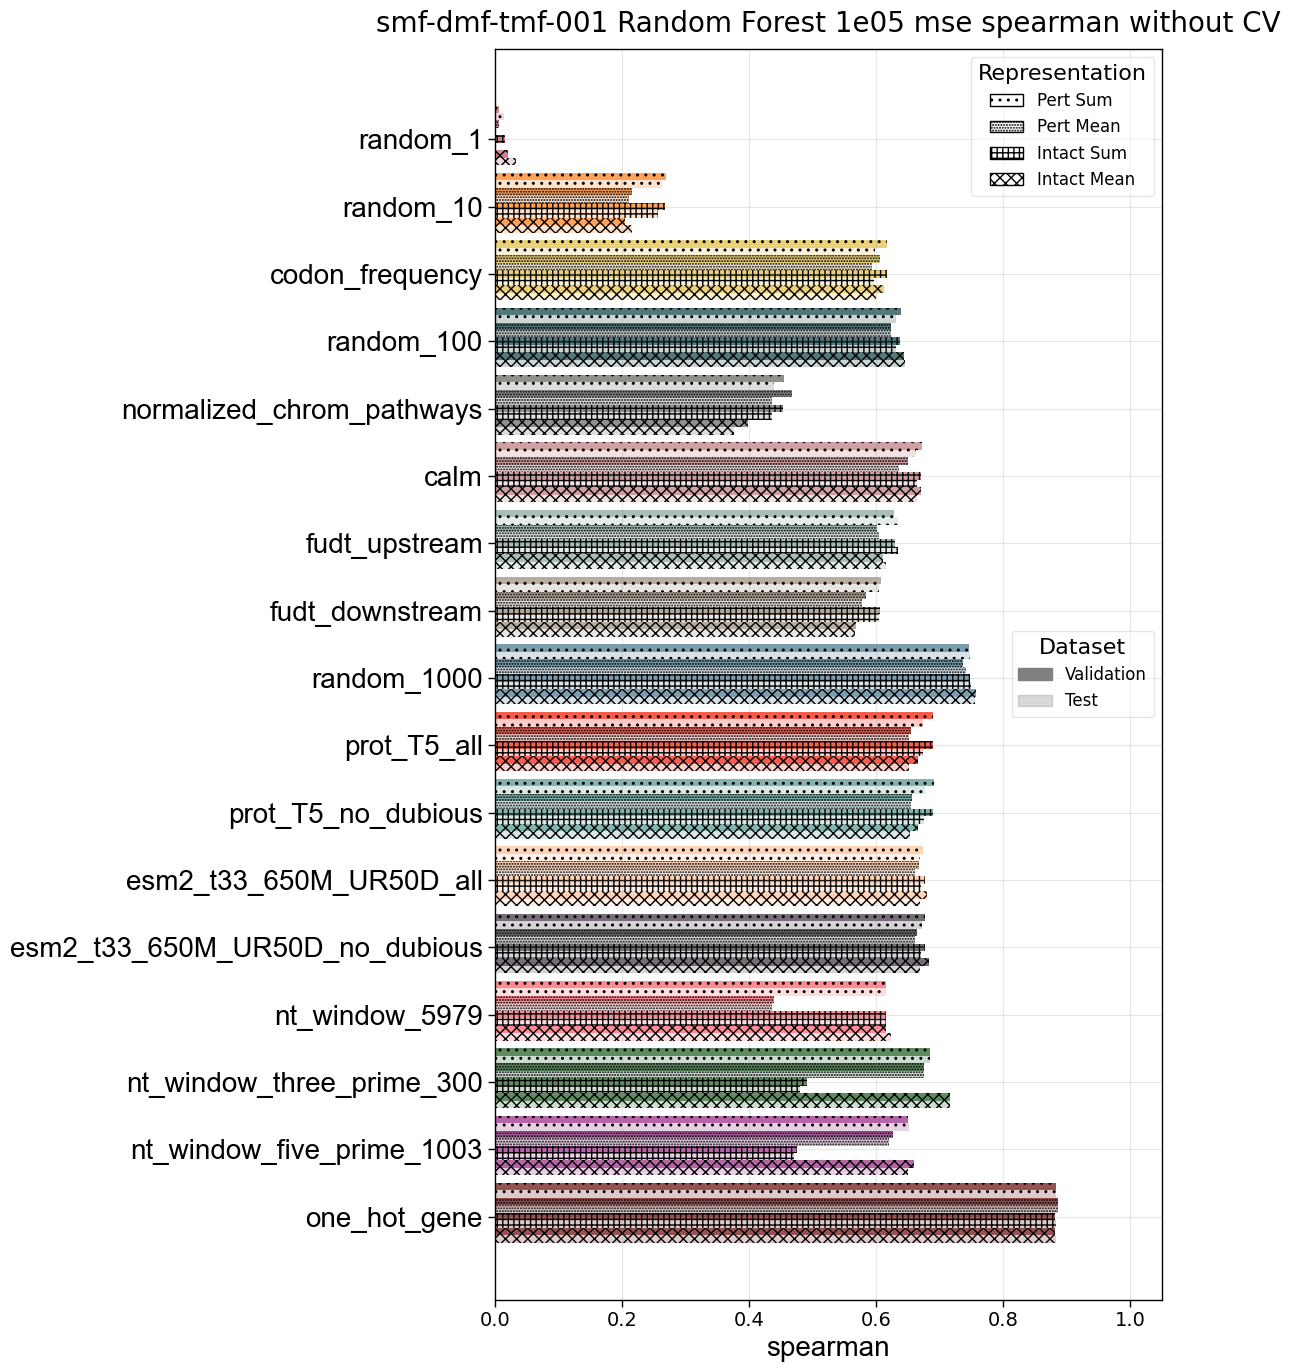 smf-dmf-tmf-001 Random Forest 1e05 mse spearman without CV
Representation
Pert Sum
Pert Mean
Intact Sum
Intact Mean
random_1
random_10
codon_frequency
random_100
normalized_chrom_pathways
calm
fudt_upstream
fudt_downstream
Dataset
Validation
Test
random_1000
prot_T5_all
prot_T5_no_dubious
esm2_t33_650M_UR50D_all
esm2_t33_650M_UR50D_no_dubious
nt_window_5979
nt_window_three_prime_300
nt_window_five_prime_1003
one_hot_gene
0.0 0.2 0.4 0.6 0.8 1.0
spearman